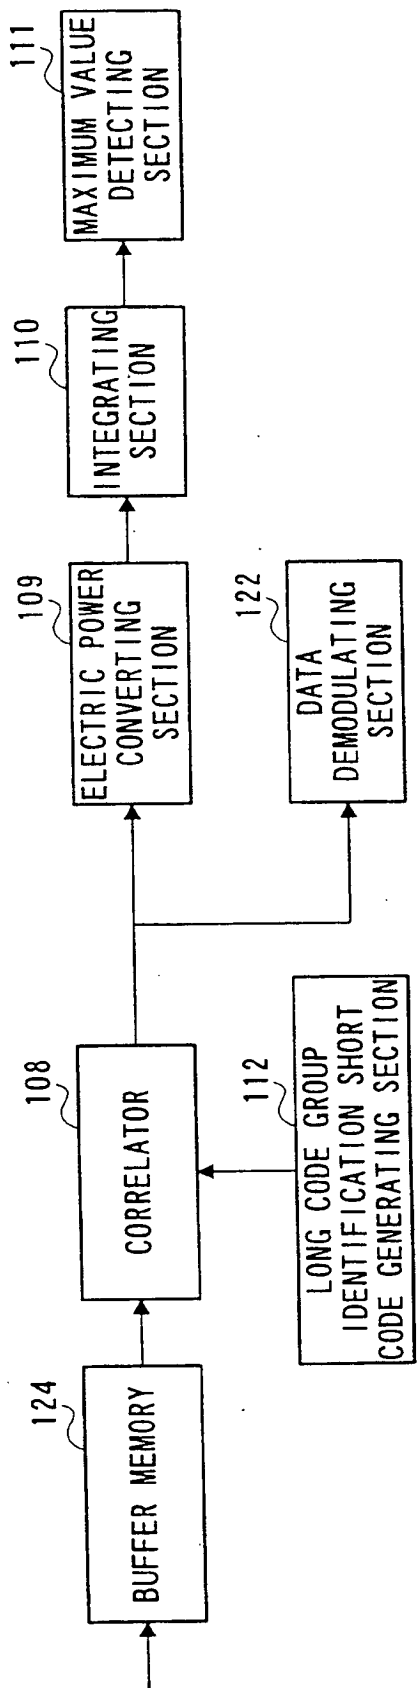 124
BUFFER MEMORY
108
CORRELATOR
112
LONG CODE GROUP
IDENTIFICATION SHORT
CODE GENERATING SECTION
109
ELECTRIC POWER
CONVERTING
SECTION
122
DATA
DEMODULATING
SECTION
110
INTEGRATING
SECTION
111
MAXIMUM VALUE
DETECTING
SECTION